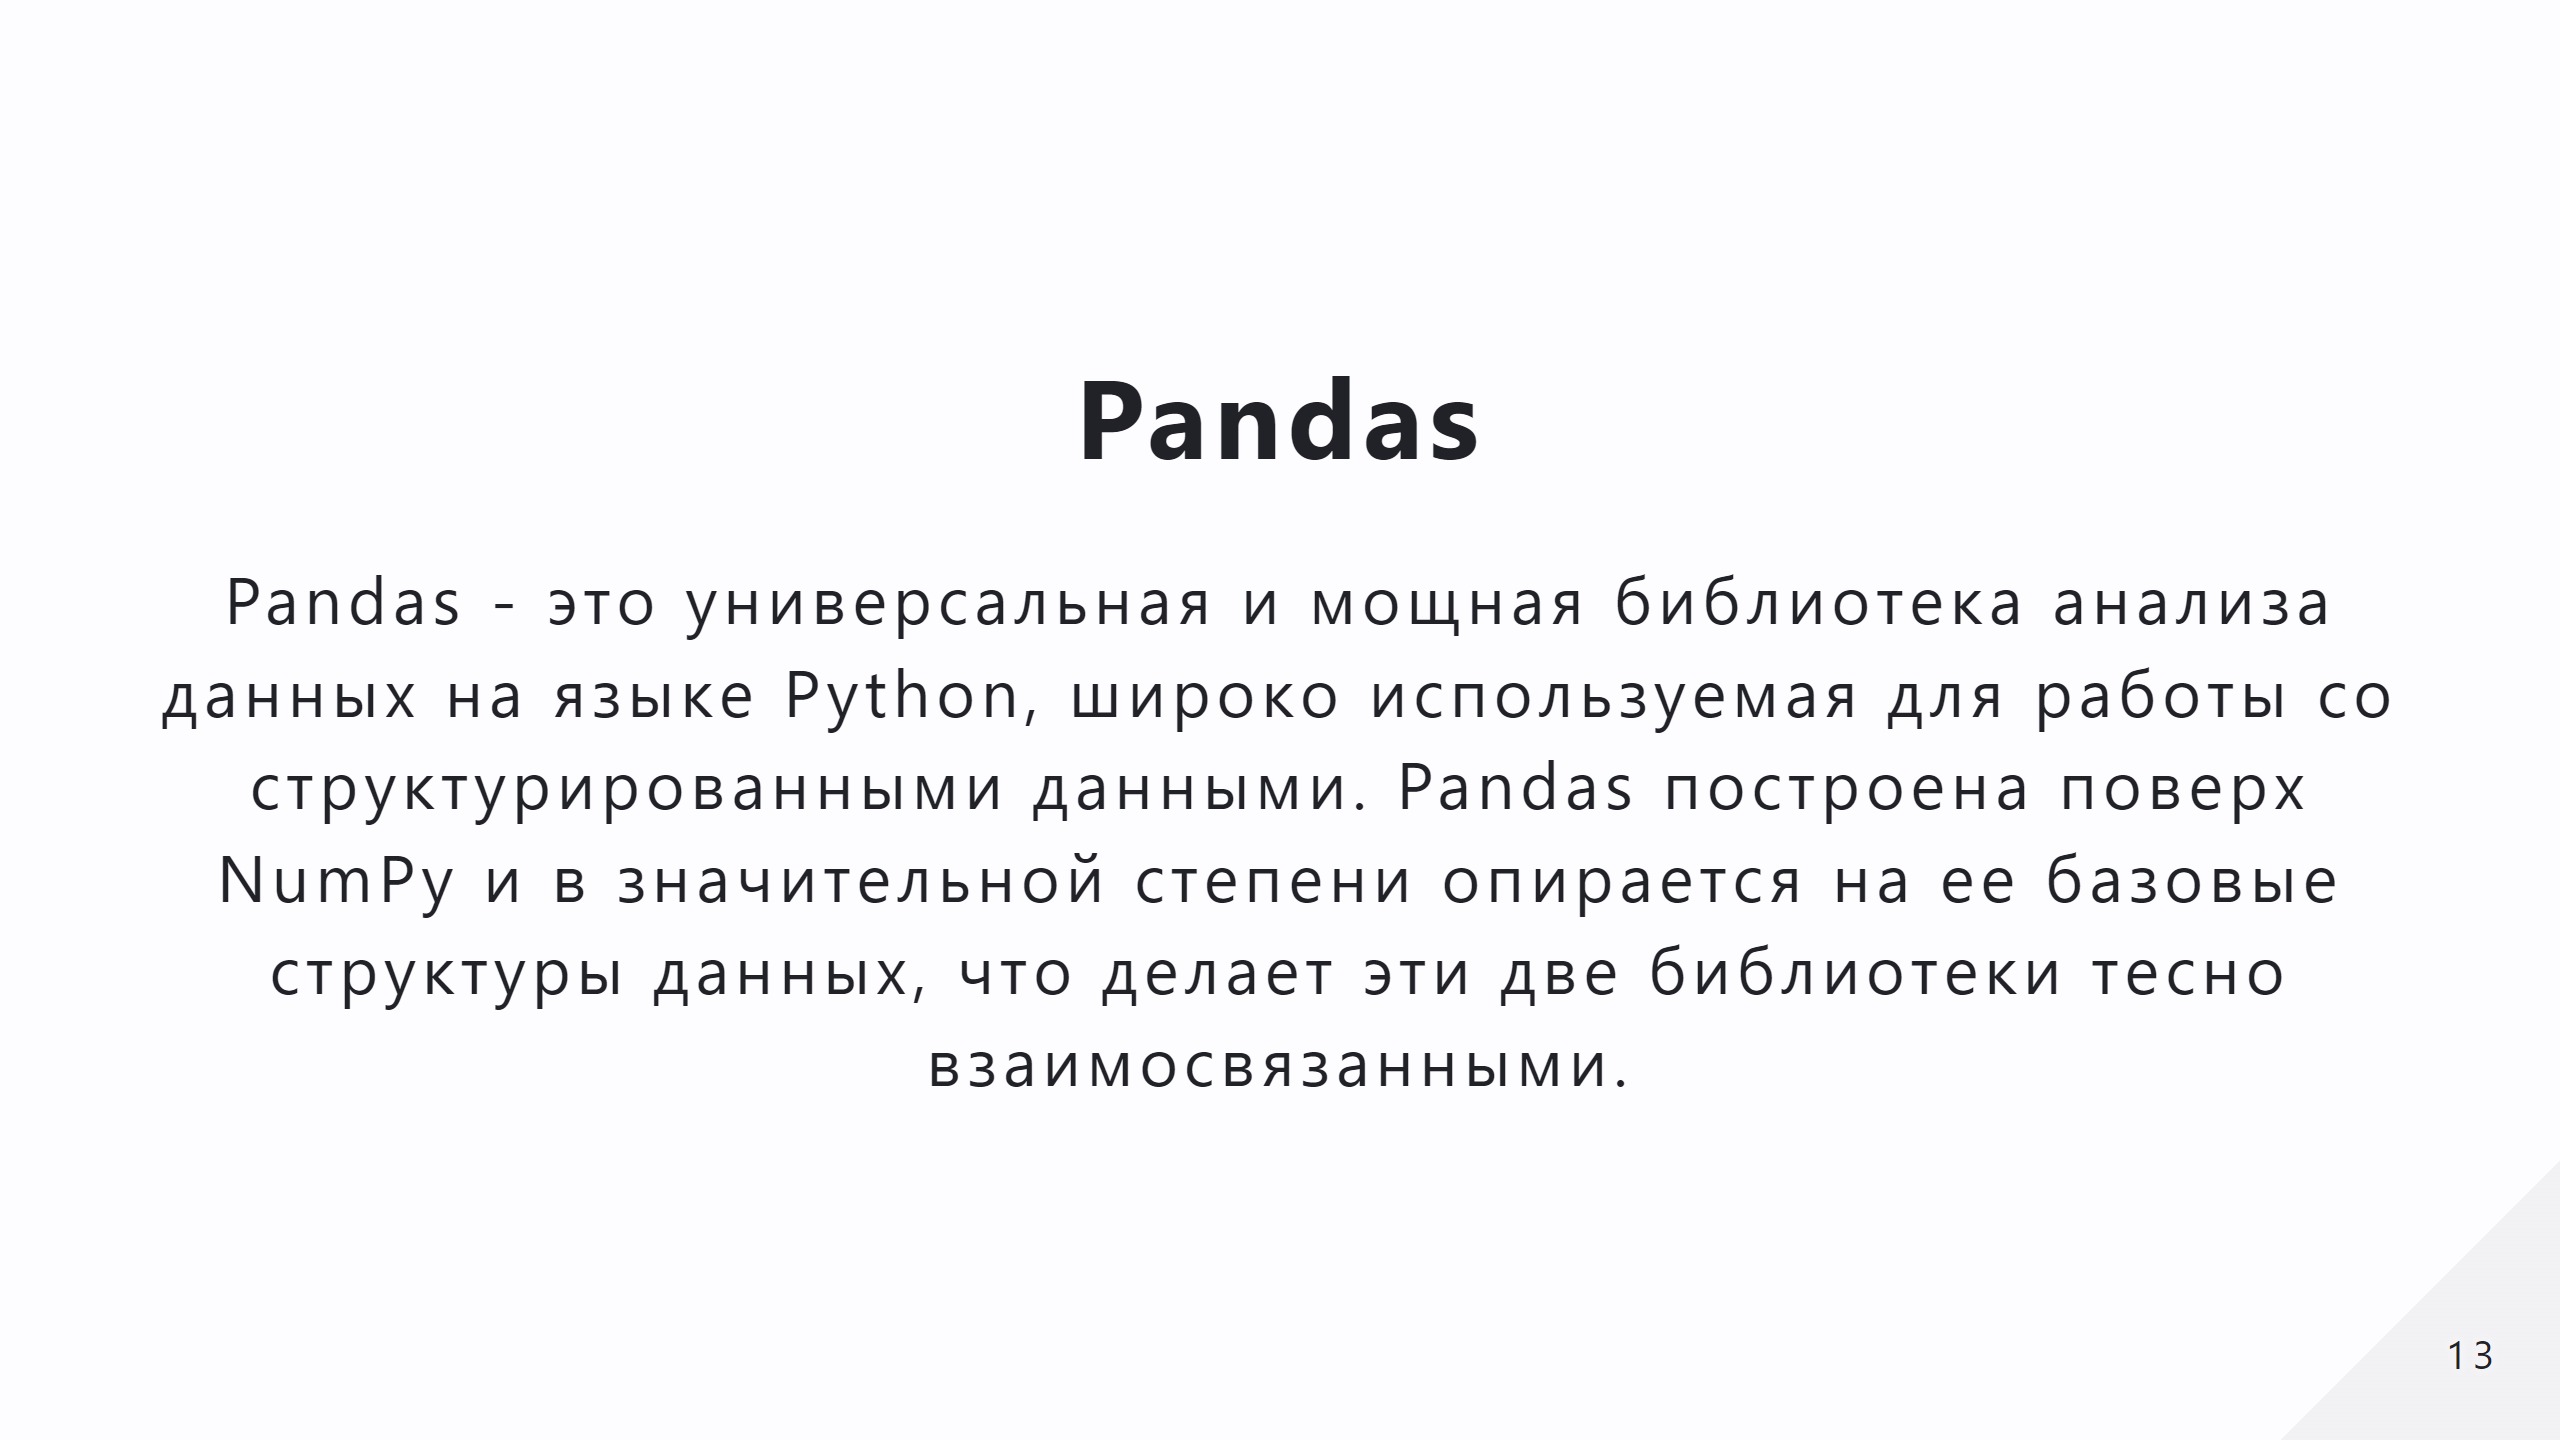 Pandas
Pandas - это универсальная и мощная библиотека анализа
данных на языке Python, широко используемая для работы со
структурированными данными. Pandas построена поверх
NumPy и в значительной степени опирается на ее базовые
структуры данных, что делает эти две библиотеки тесно
взаимосвязанными.
13